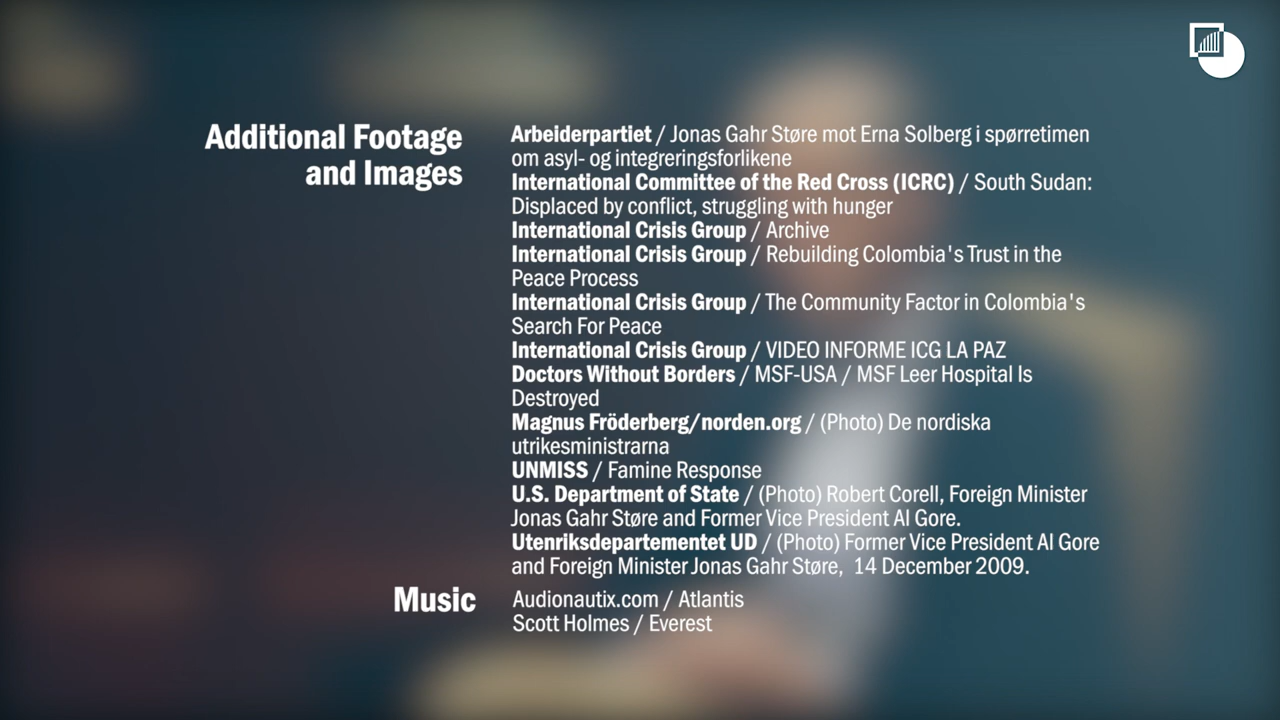 Additional Footage
and Images
Arbeiderpartiet / Jonas Gahr Støre mot Erna Solberg i spørretimen
om asyl- og integreringsforlikene
International Committee of the Red Cross (ICRC) / South Sudan:
Displaced by conflict, struggling with hunger
International Crisis Group / Archive
International Crisis Group / Rebuilding Colombia's Trust in the
Peace Process
International Crisis Group / The Community Factor in Colombia's
Search For Peace
International Crisis Group / VIDEO INFORME ICG LA PAZ
Doctors Without Borders / MSF-USA / MSF Leer Hospital Is
Destroyed
Magnus Fröderberg/norden.org / (Photo) De nordiska
utrikesministrarna
UNMISS / Famine Response
U.S. Department of State / (Photo) Robert Corell, Foreign Minister
Jonas Gahr Støre and Former Vice President Al Gore.
Utenriksdepartementet UD / (Photo) Former Vice President Al Gore
and Foreign Minister Jonas Gahr Støre, 14 December 2009.
Music
Audionautix.com / Atlantis
Scott Holmes / Everest